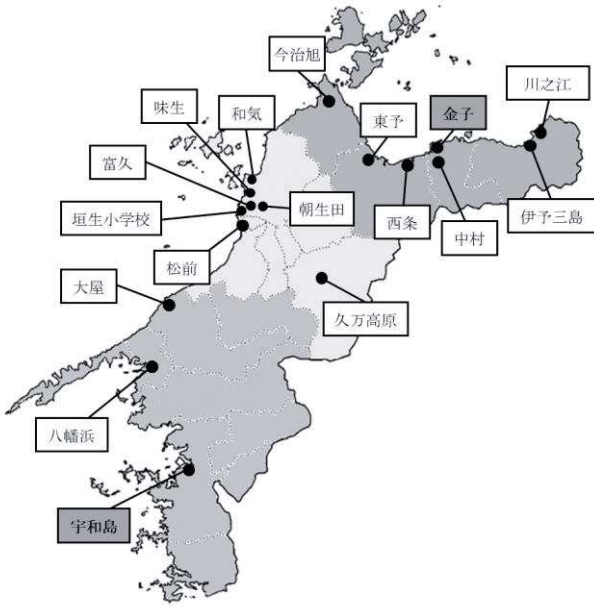 今治旭
川之江
味生
和気
東予
金子
富久
垣生小学校
朝生田
西条
中村
伊予三島
松前
大屋
久万高原
八幡浜
宇和島